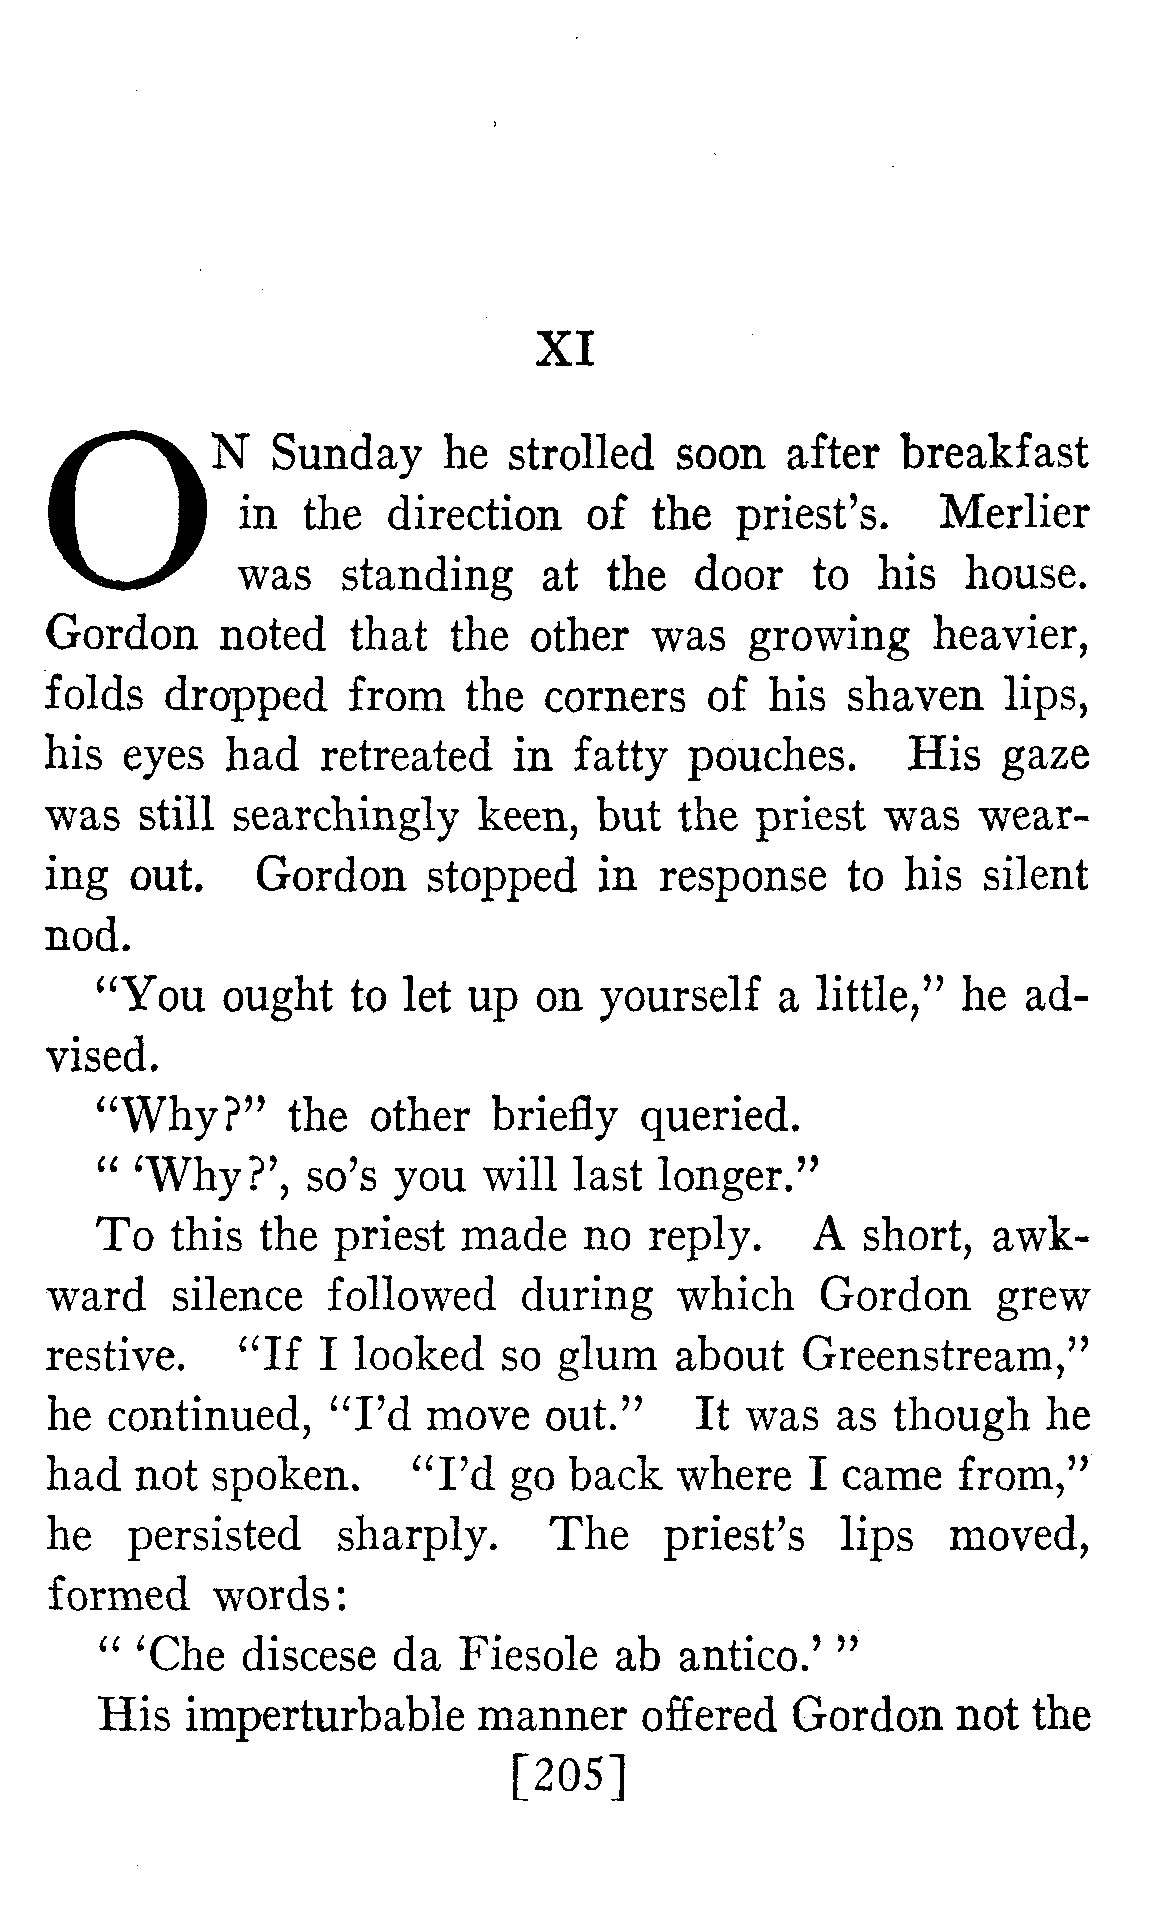 XI
ON Sunday he strolled soon after breakfast
in the direction of the priest's. Merlier
was standing at the door to his house.
Gordon noted that the other was growing heavier,
folds dropped from the corners of his shaven lips,
his eyes had retreated in fatty pouches. His gaze
was still searchingly keen, but the priest was wear-
ing out. Gordon stopped in response to his silent
nod.
"You ought to let up on yourself a little," he ad-
vised.
"Why?" the other briefly queried.
" 'Why?', so's you will last longer."
To this the priest made no reply. A short, awk-
ward silence followed during which Gordon grew
restive. "If I looked so glum about Greenstream,"
he continued, "I'd move out." It was as though he
had not spoken. "I'd go back where I came from,"
he persisted sharply. The priest's lips moved,
formed words:
" 'Che discese da Fiesole ab antico.' "
His imperturbable manner offered Gordon not the
[205]